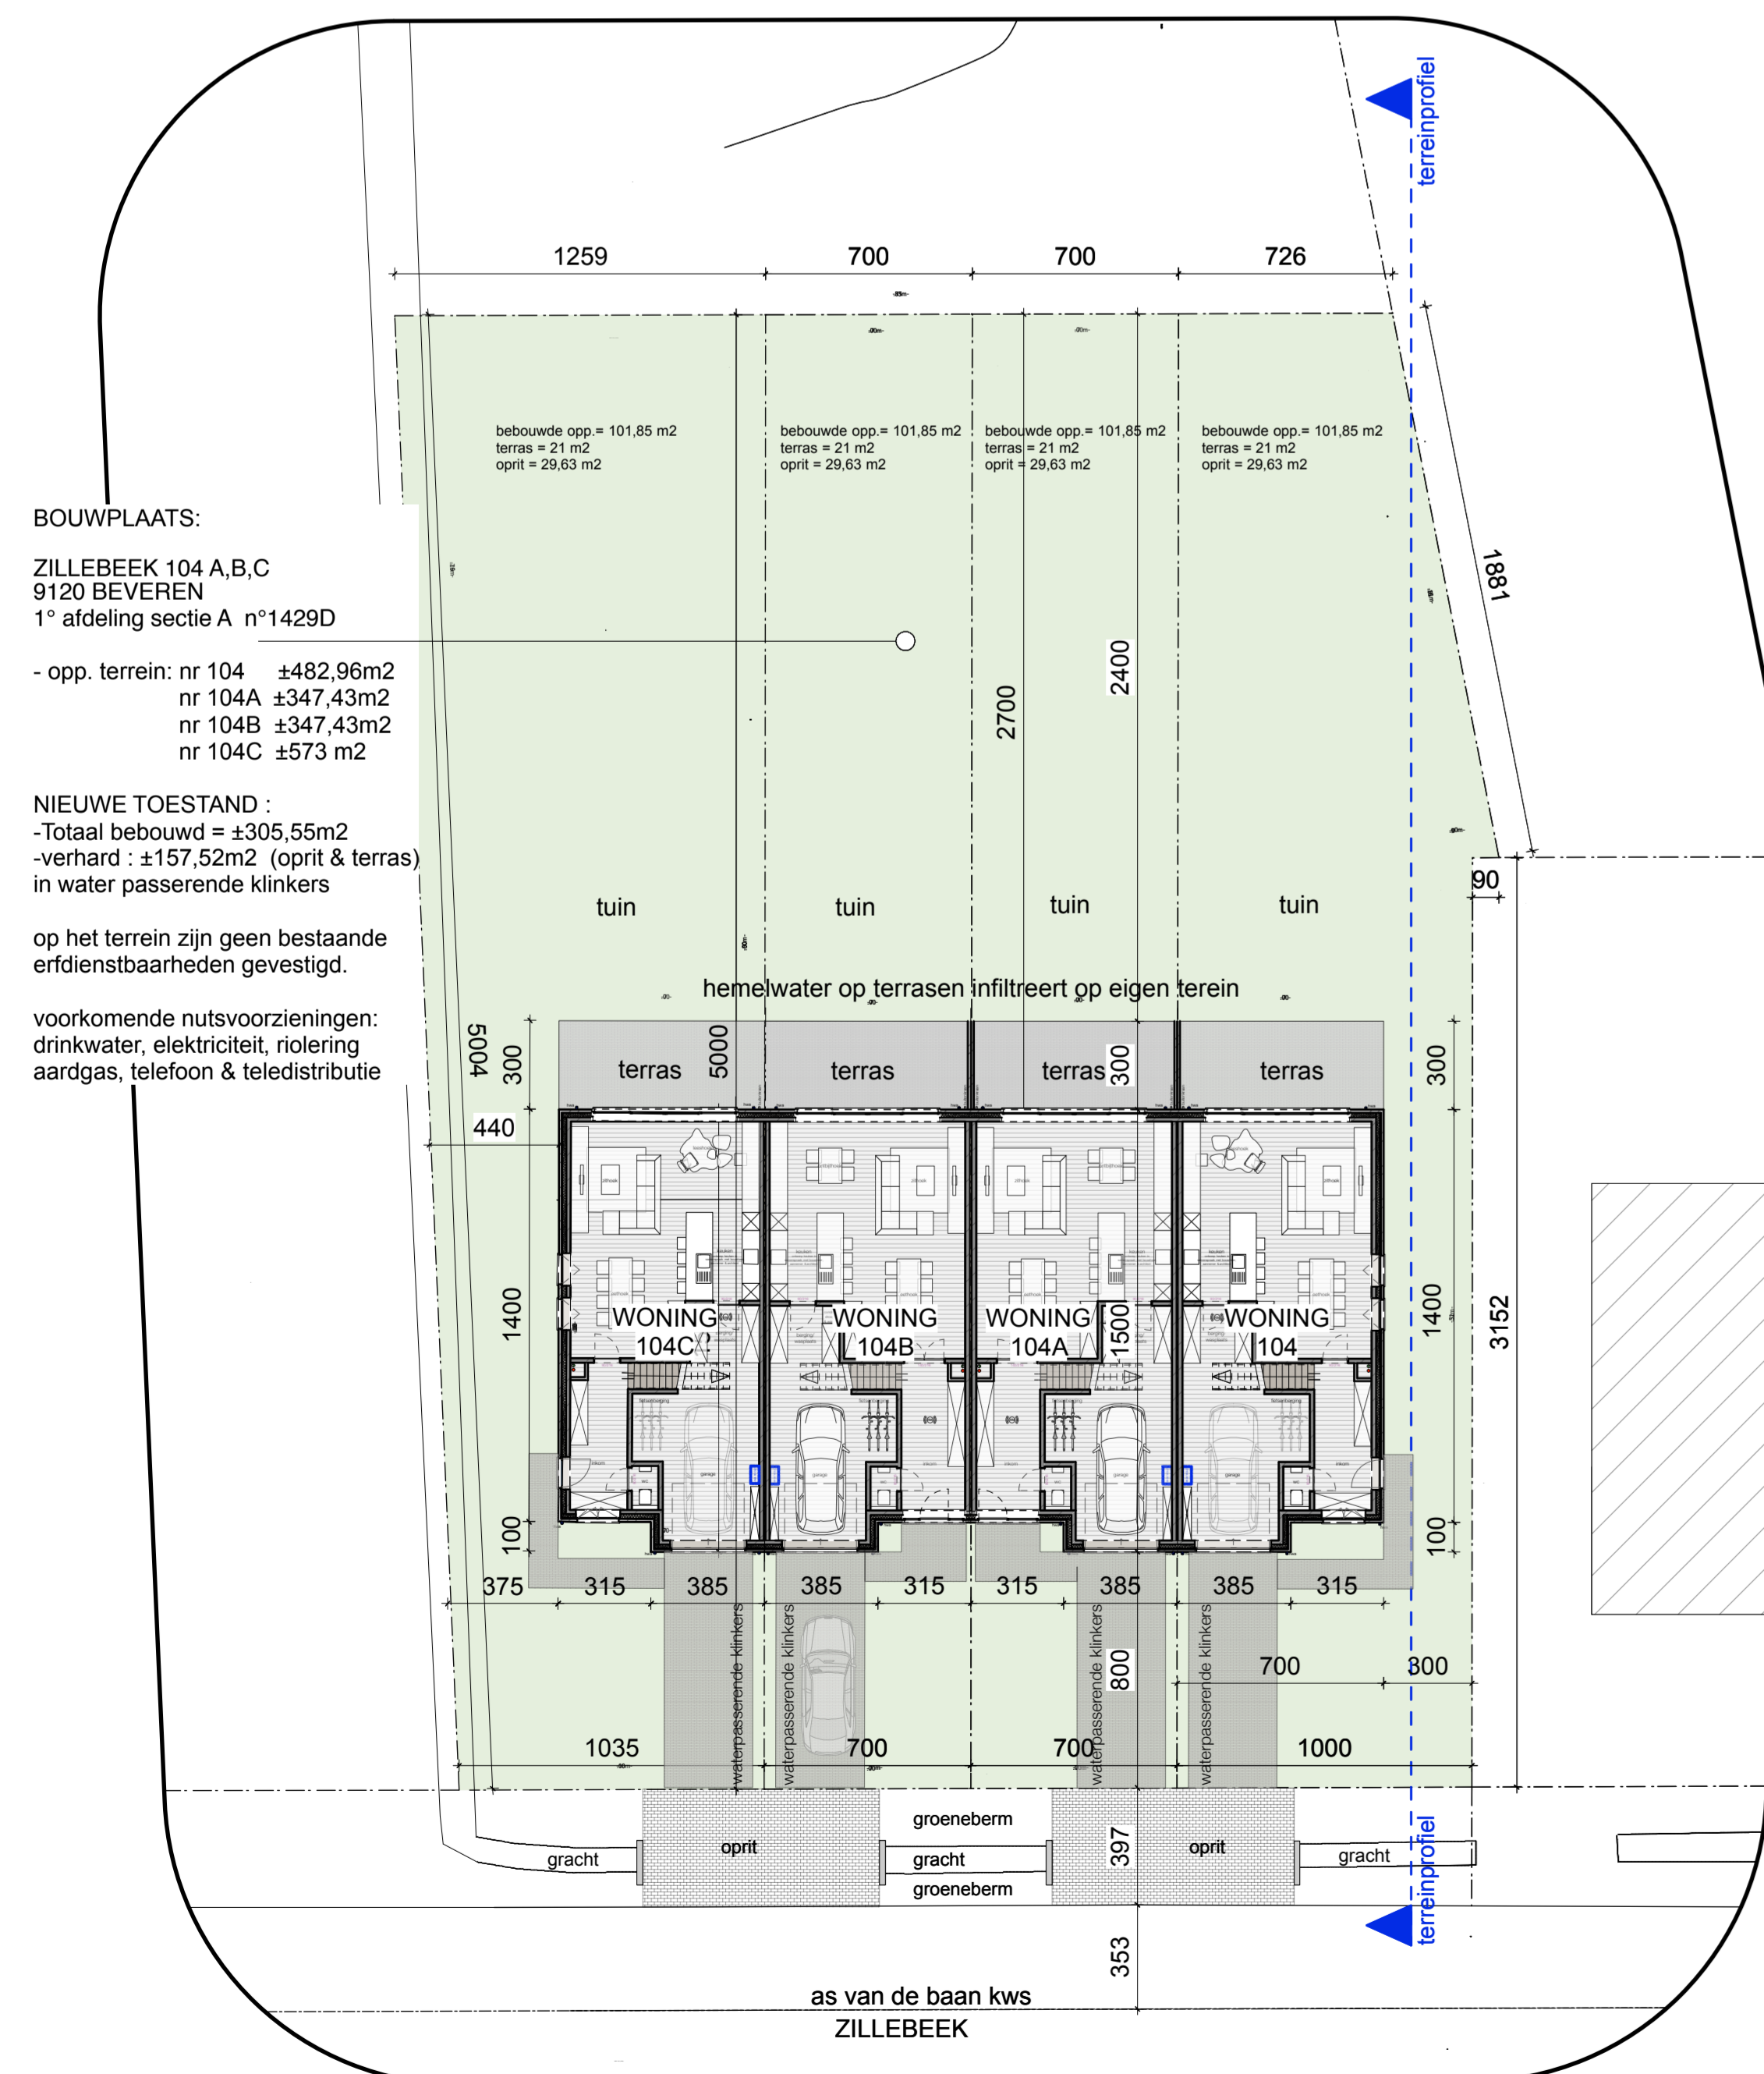 terreinprofiel
1259
700
700
726
bebouwde opp.= 101,85 m2
terras = 21 m2
oprit = 29,63 m2
bebouwde opp.= 101,85 m2
terras = 21 m2
oprit = 29,63 m2
bebouwde opp.= 101,85 m2
terras = 21 m2
oprit = 29,63 m2
bebouwde opp.= 101,85 m2
terras = 21 m2
oprit = 29,63 m2
BOUWPLAATS:
ZILLEBEEK 104 A,B,C
9120 BEVEREN
1° afdeling sectie A n°1429D
- opp. terrein: nr 104 ±482,96m2
nr 104A ±347,43m2
nr 104B ±347,43m2
nr 104C ±573 m2
NIEUWE TOESTAND :
-Totaal bebouwd = ±305,55m2
-verhard : ±157,52m2 (oprit & terras)
in water passerende klinkers
op het terrein zijn geen bestaande
erfdienstbaarheden gevestigd.
voorkomende nutsvoorzieningen:
drinkwater, elektriciteit, riolering
aardgas, telefoon & teledistributie
1881
2400
2700
90
tuin
tuin
tuin
tuin
hemelwater op terrasen infiltreert op eigen terein
5004
300
5000
300
300
terras
terras
terras
terras
440
1400
1400
3152
1500
WONING
104C
WONING
104B
WONING
104A
WONING
104
garage
garage
garage
garage
inkom
inkom
inkom
inkom
100
100
375
315
385
385
315
315
385
385
315
waterpasserende klinkers
waterpasserende klinkers
waterpasserende klinkers
waterpasserende klinkers
800
700
300
1035
700
700
1000
groeneberm
oprit
gracht
gracht
groeneberm
397
oprit
gracht
terreinprofiel
353
as van de baan kws
ZILLEBEEK